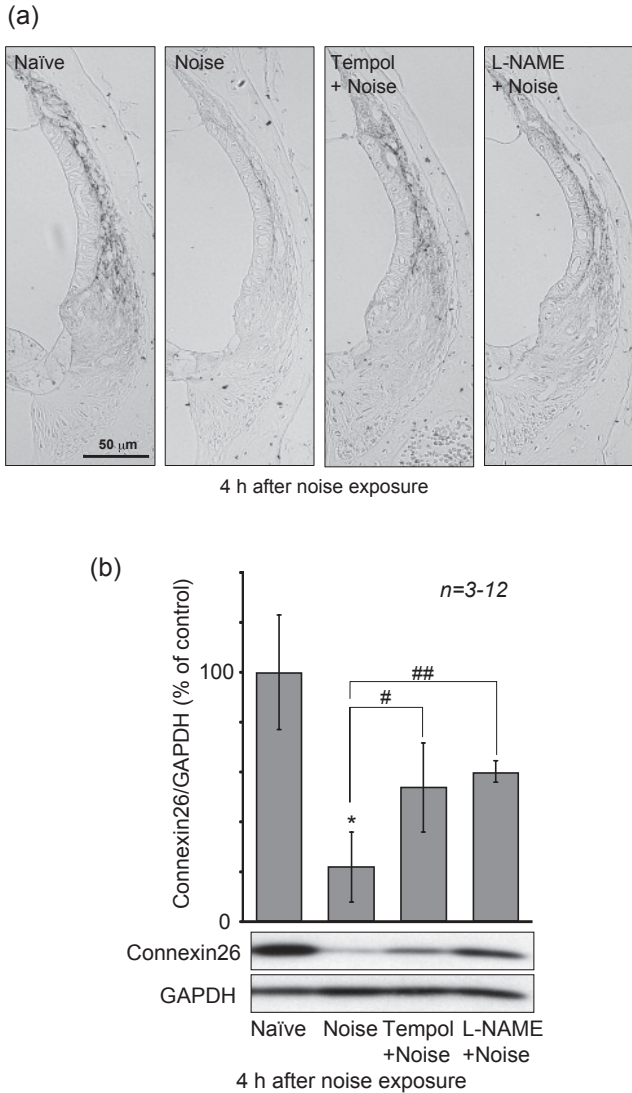 (a)
Naïve
Noise
Tempol
+ Noise
L-NAME
+ Noise
50 μm
4 h after noise exposure
(b)
Connexin26/GAPDH (% of control)
n=3-12
100
0
*
#
##
Connexin26
GAPDH
Naïve
Noise
Tempol
+Noise
L-NAME
+Noise
4 h after noise exposure